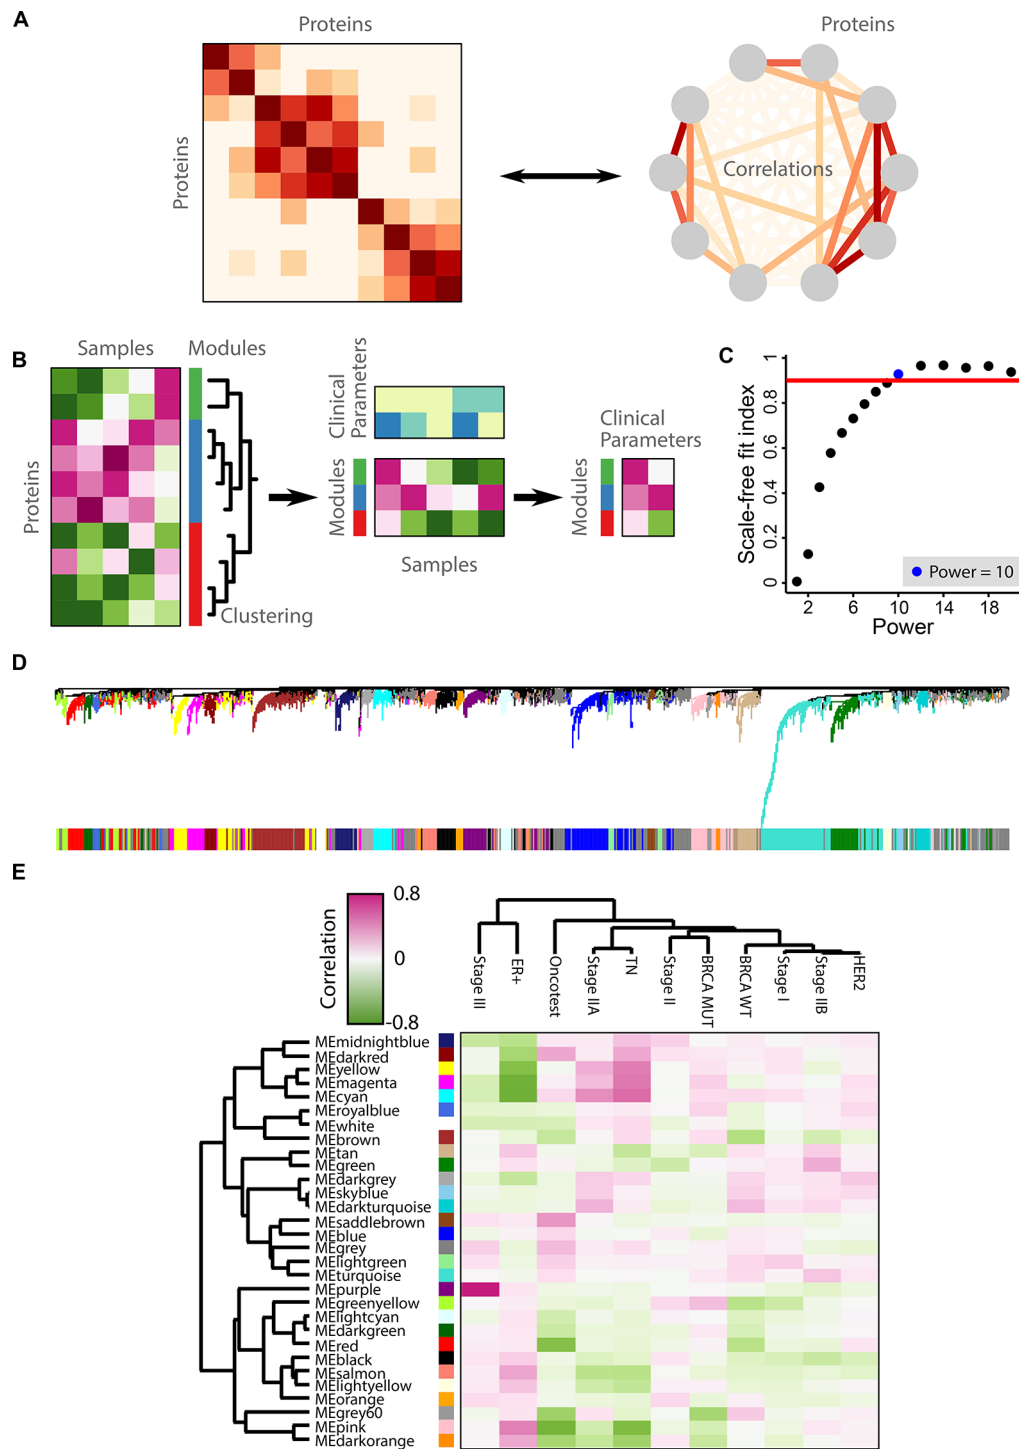 A
Proteins
Proteins
Proteins
Correlations
B
Samples
Modules
Proteins
Clustering
Clinical
Parameters
Modules
Samples
Clinical
Parameters
Modules
C
Scale-free fit index
1
0.8
0.6
0.4
0.2
0
Power = 10
2
6
10
14
18
Power
D
E
Correlation
0.8
0
-0.8
Stage III
ER+
Oncotest
Stage IIA
TN
Stage II
BRCA MUT
BRCA WT
Stage I
Stage IIB
HER2
MEmidnightblue
MEdarkred
MEyellow
MEmagenta
MEcyan
MEroyalblue
MEwhite
MEbrown
MEtan
MEgreen
MEdarkgrey
MEskyblue
MEdarkturquoise
MEsaddlebrown
MEblue
MEgrey
MElightgreen
MEturquoise
MEpurple
MEgreenyellow
MElightcyan
MEdarkgreen
MEred
MEblack
MEsalmon
MElightyellow
MEorange
MEgrey60
MEpink
MEdarkorange